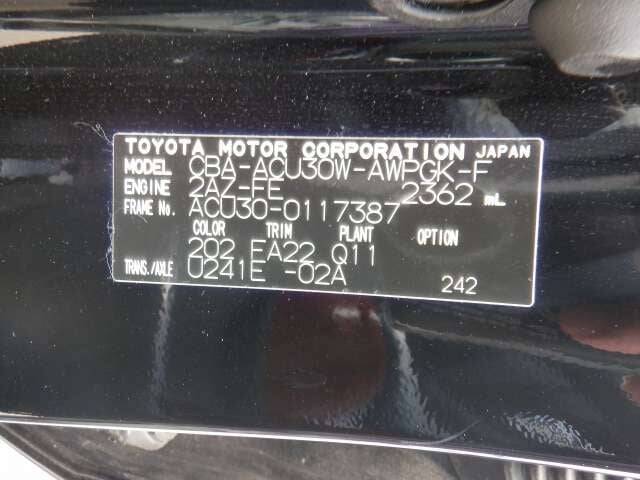 TOYOTA MOTOR CORPORATION JAPAN
MODEL CBA-ACU30W-AWPGK-F
ENGINE 2AZ-FE 2362 mL
FRAME No. ACU30-0117387
COLOR TRIM PLANT OPTION
202 FA22 Q11
TRANS./AXLE U241E -02A 242